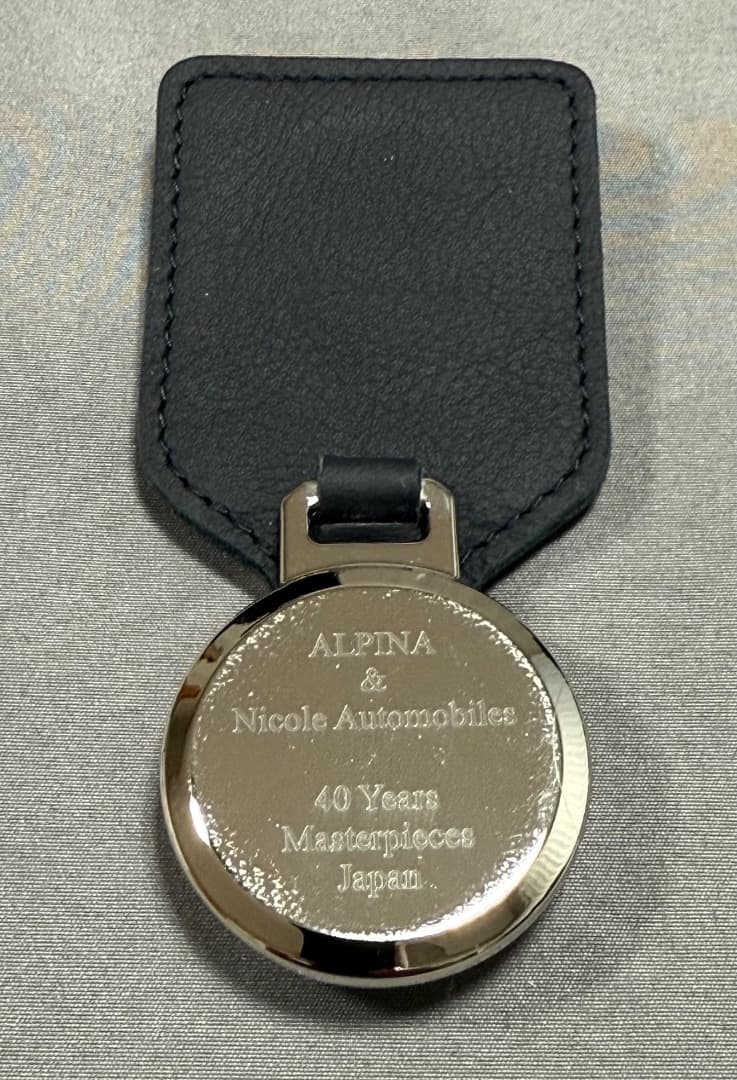 ALPINA
&
Nicole Automobiles
40 Years
Masterpieces
Japan